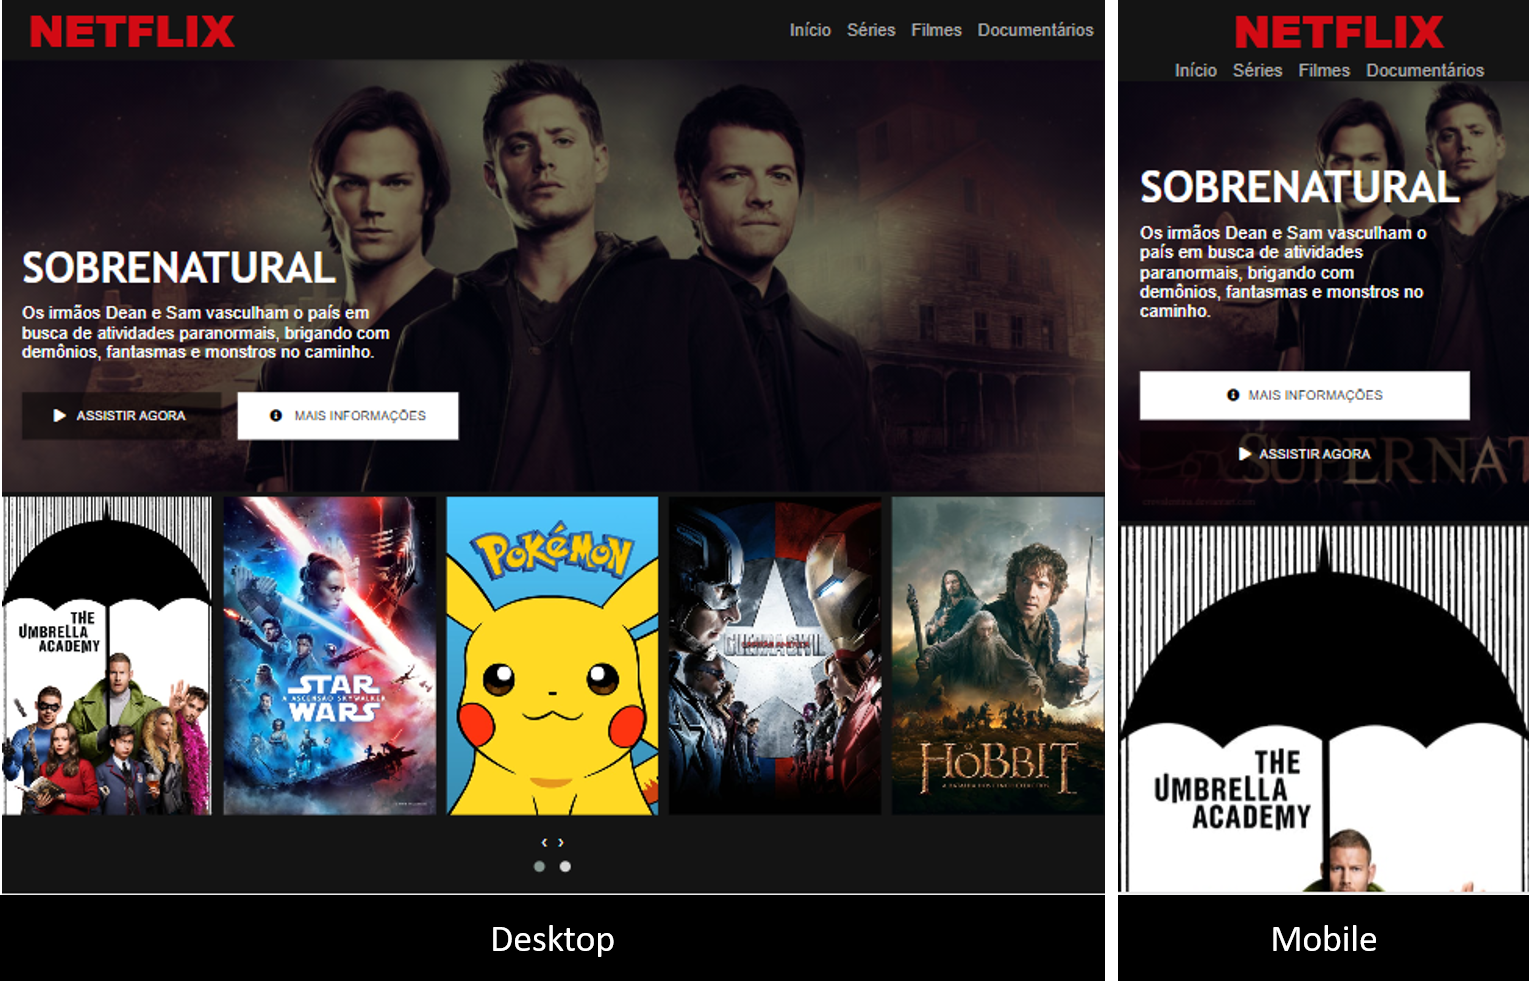 NETFLIX
Início Séries Filmes Documentários
SOBRENATURAL
Os irmãos Dean e Sam vasculham o país em
busca de atividades paranormais, brigando com
demônios, fantasmas e monstros no caminho.
ASSISTIR AGORA
MAIS INFORMAÇÕES
THE
UMBRELLA
ACADEMY
STAR
A ASCENSÃO SKYWALKER
WARS
POKéMON
O HOBBIT
‹ ›
Desktop
NETFLIX
Início Séries Filmes Documentários
SOBRENATURAL
Os irmãos Dean e Sam vasculham o
país em busca de atividades
paranormais, brigando com
demônios, fantasmas e monstros no
caminho.
MAIS INFORMAÇÕES
ASSISTIR AGORA
SUPERNAT
THE
UMBRELLA
ACADEMY
Mobile